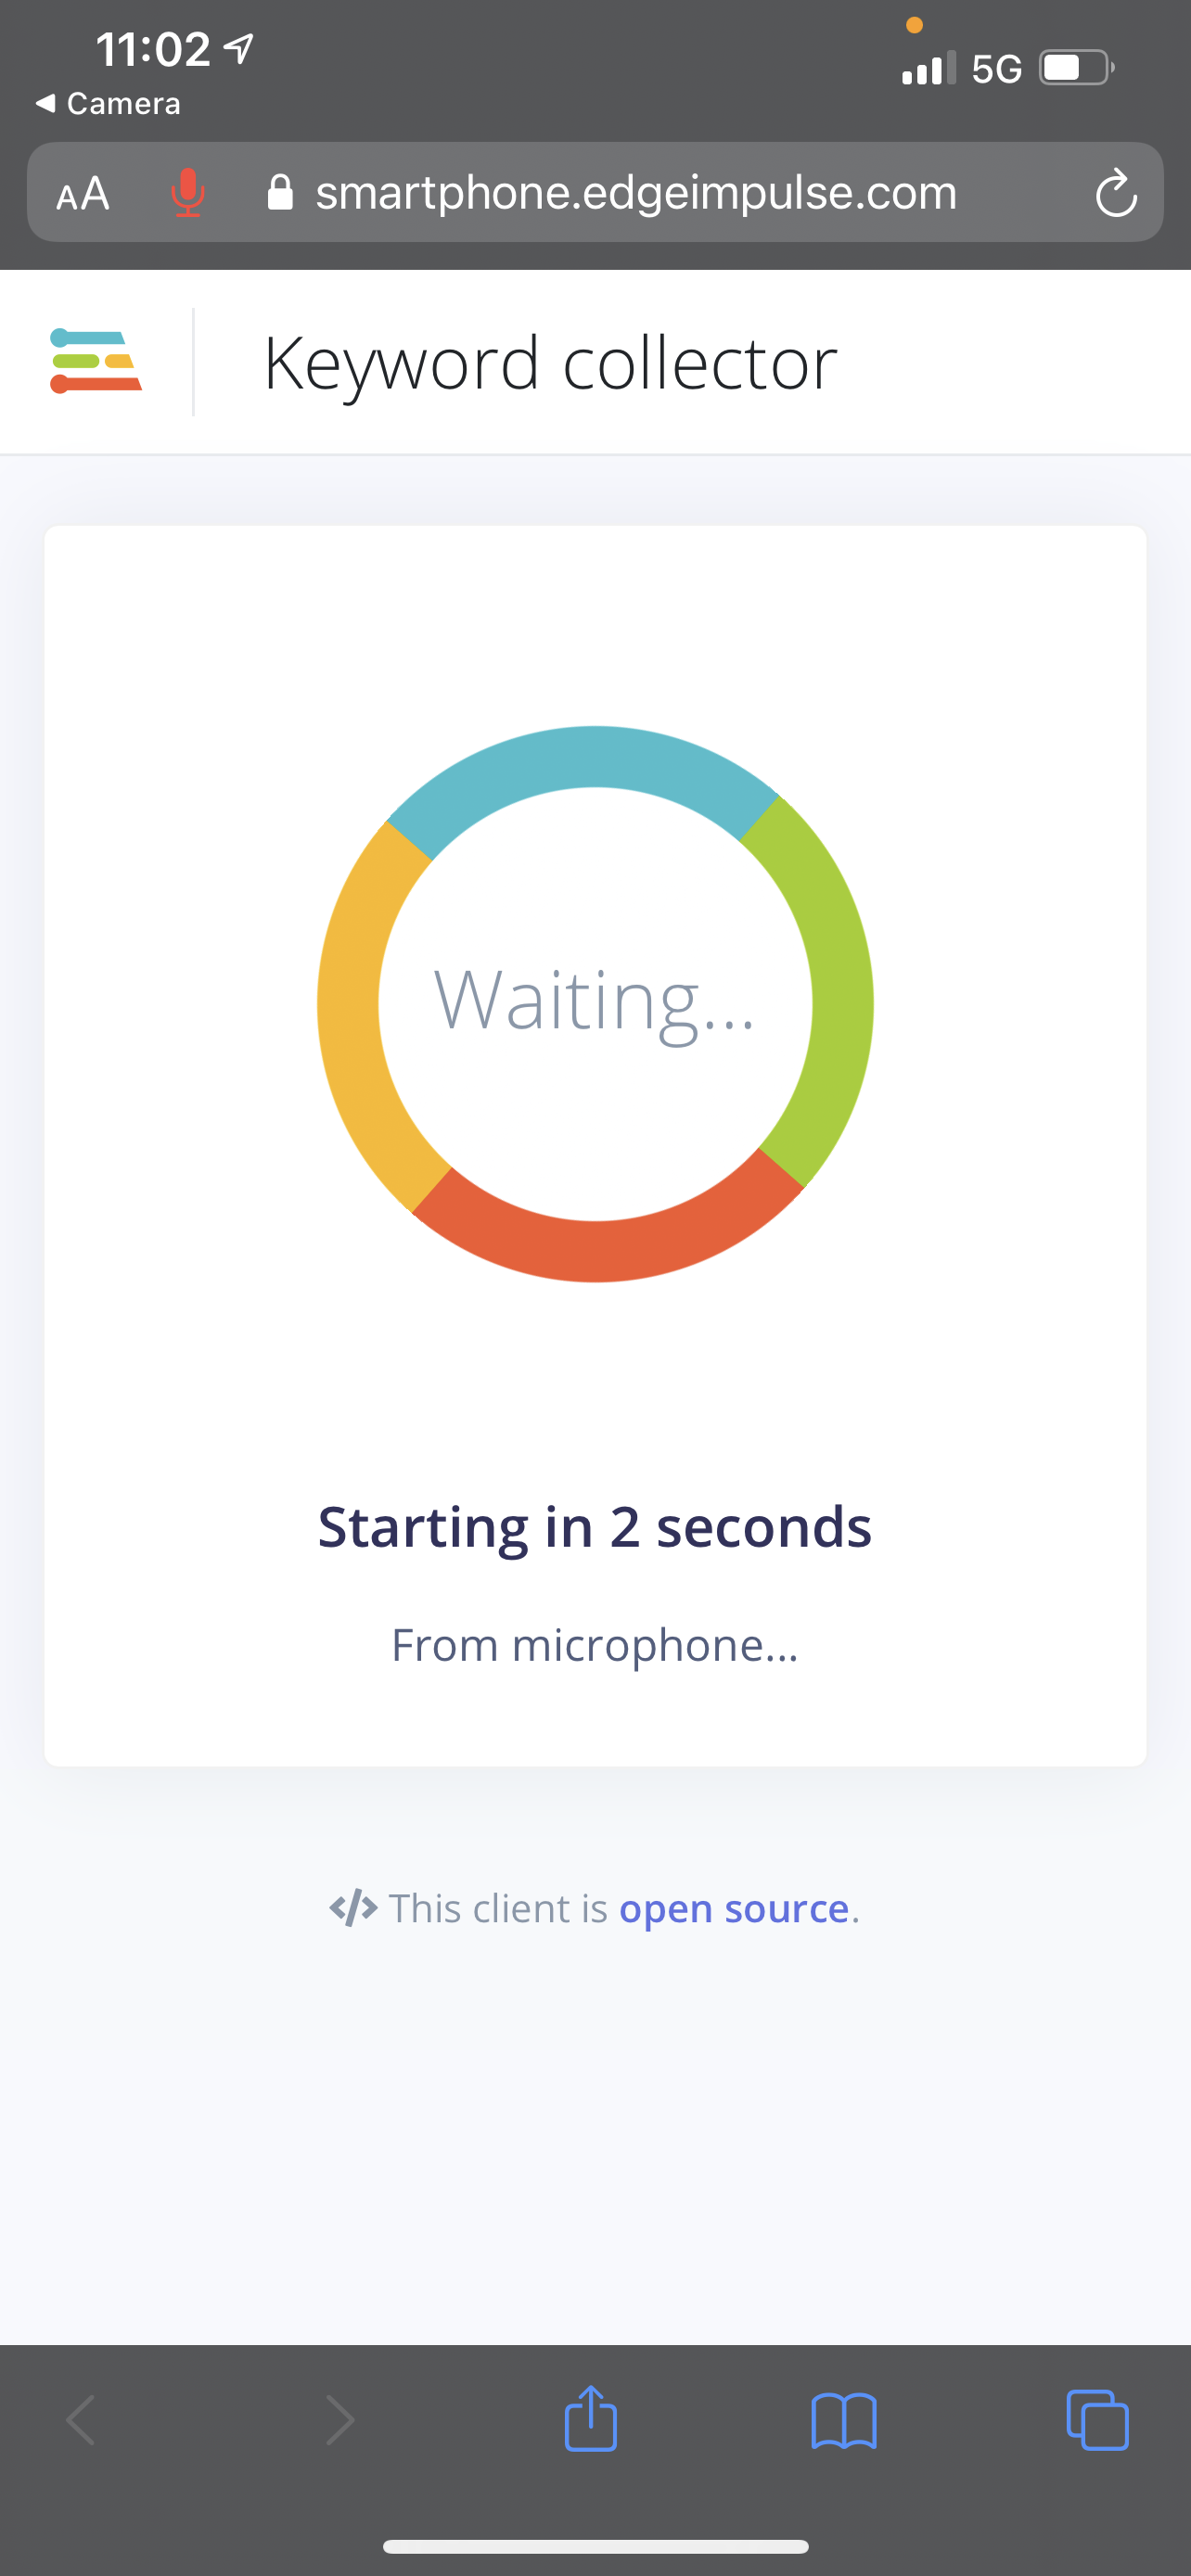 11:02
5G
◀ Camera
AA smartphone.edgeimpulse.com
Keyword collector
Waiting...
Starting in 2 seconds
From microphone...
</> This client is open source.